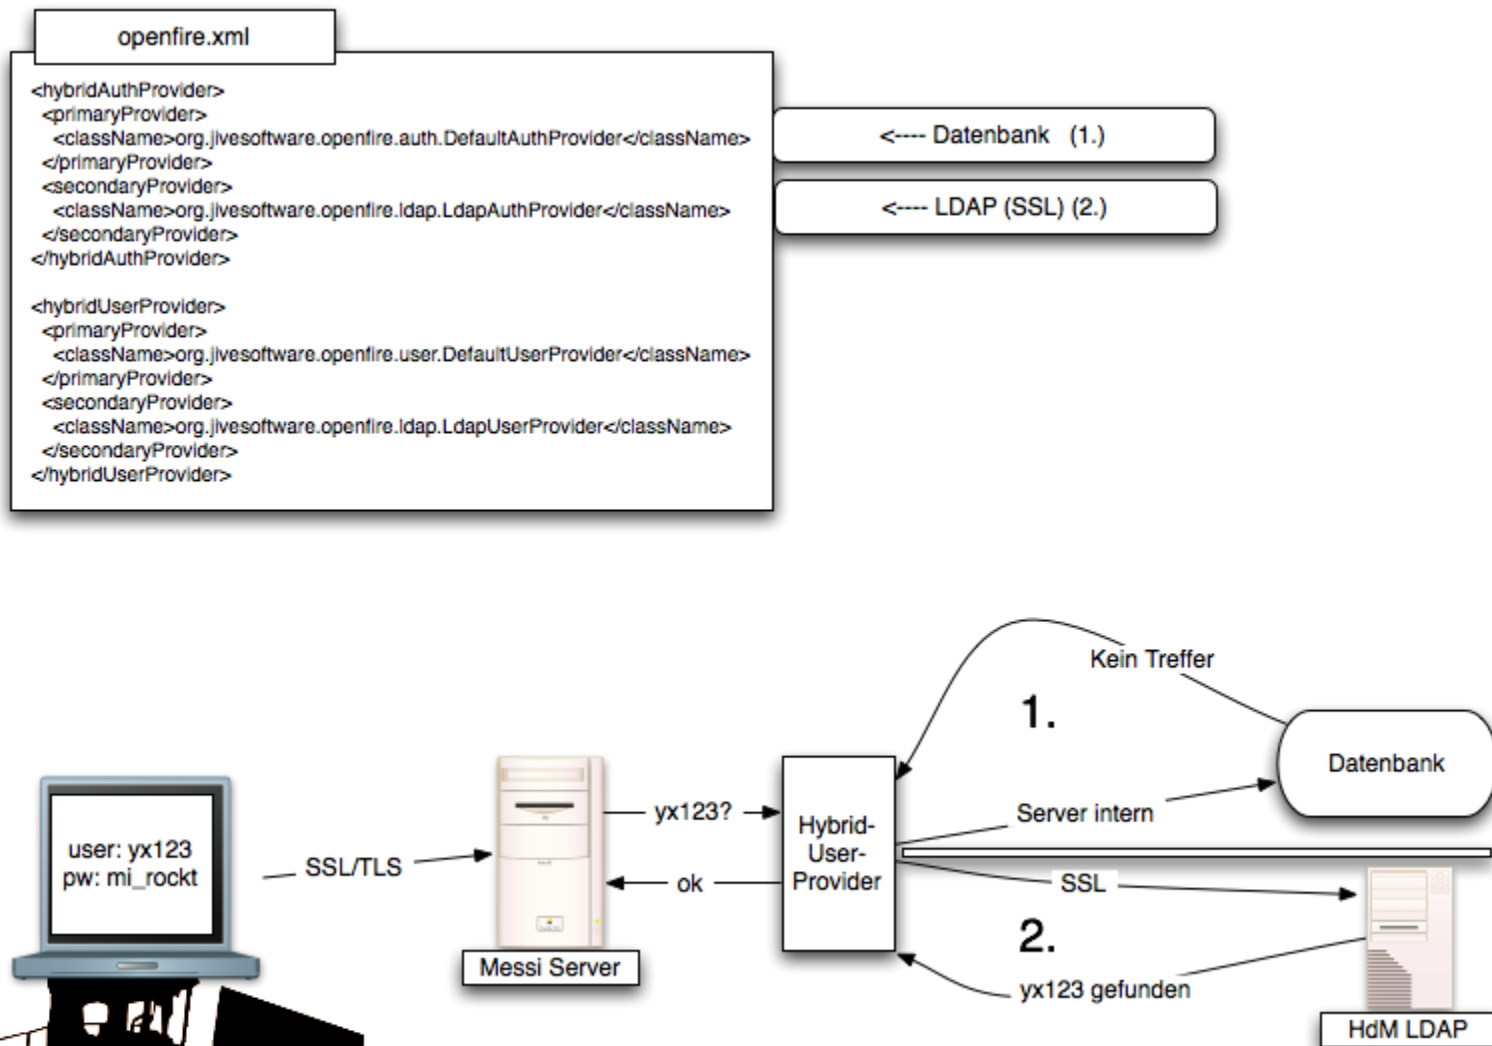 openfire.xml
<hybridAuthProvider>
<primaryProvider>
<className>org.jivesoftware.openfire.auth.DefaultAuthProvider</className>
</primaryProvider>
<secondaryProvider>
<className>org.jivesoftware.openfire.ldap.LdapAuthProvider</className>
</secondaryProvider>
</hybridAuthProvider>
<hybridUserProvider>
<primaryProvider>
<className>org.jivesoftware.openfire.user.DefaultUserProvider</className>
</primaryProvider>
<secondaryProvider>
<className>org.jivesoftware.openfire.ldap.LdapUserProvider</className>
</secondaryProvider>
</hybridUserProvider>
<---- Datenbank (1.)
<---- LDAP (SSL) (2.)
user: yx123
pw: mi_rockt
SSL/TLS
Messi Server
yx123?
ok
Hybrid-
User-
Provider
Kein Treffer
1.
Server intern
Datenbank
SSL
2.
yx123 gefunden
HdM LDAP